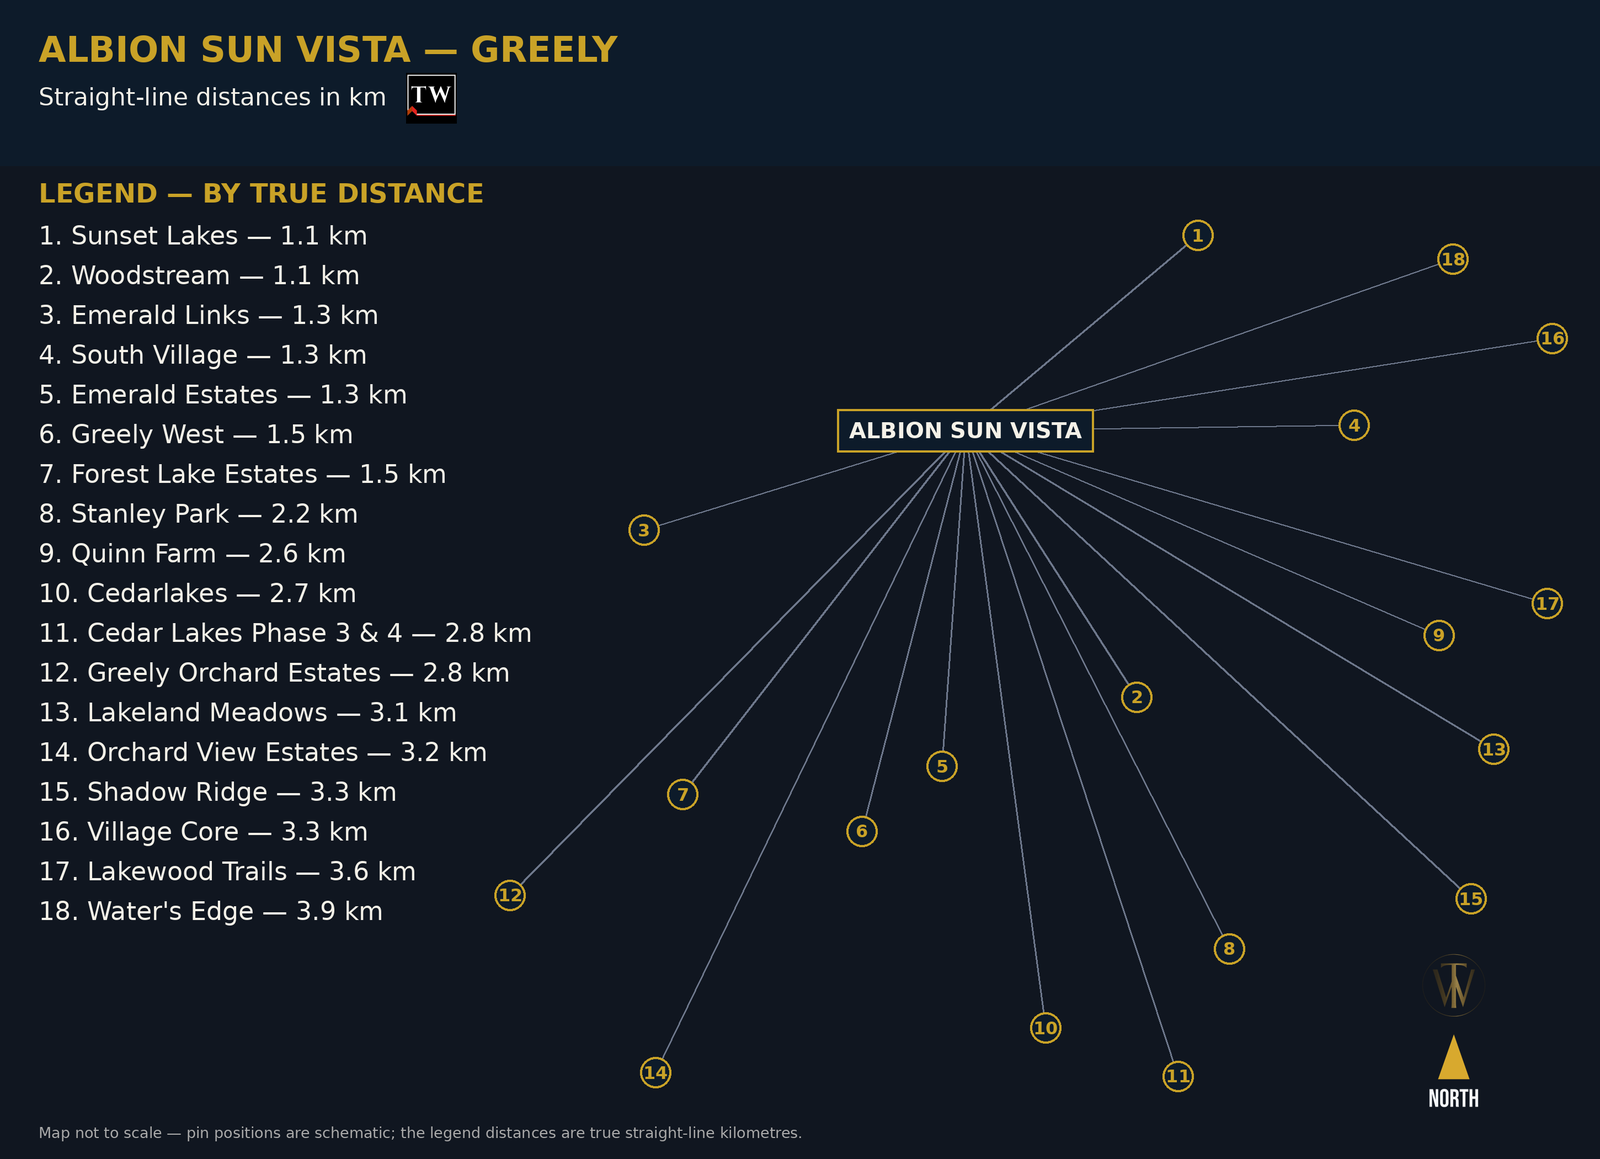 ALBION SUN VISTA — GREELY
Straight-line distances in km
TW
LEGEND — BY TRUE DISTANCE
1. Sunset Lakes — 1.1 km
2. Woodstream — 1.1 km
3. Emerald Links — 1.3 km
4. South Village — 1.3 km
5. Emerald Estates — 1.3 km
6. Greely West — 1.5 km
7. Forest Lake Estates — 1.5 km
8. Stanley Park — 2.2 km
9. Quinn Farm — 2.6 km
10. Cedarlakes — 2.7 km
11. Cedar Lakes Phase 3 & 4 — 2.8 km
12. Greely Orchard Estates — 2.8 km
13. Lakeland Meadows — 3.1 km
14. Orchard View Estates — 3.2 km
15. Shadow Ridge — 3.3 km
16. Village Core — 3.3 km
17. Lakewood Trails — 3.6 km
18. Water's Edge — 3.9 km
1
18
16
4
ALBION SUN VISTA
3
17
9
2
13
5
7
6
12
15
8
10
14
11
TW
NORTH
Map not to scale — pin positions are schematic; the legend distances are true straight-line kilometres.